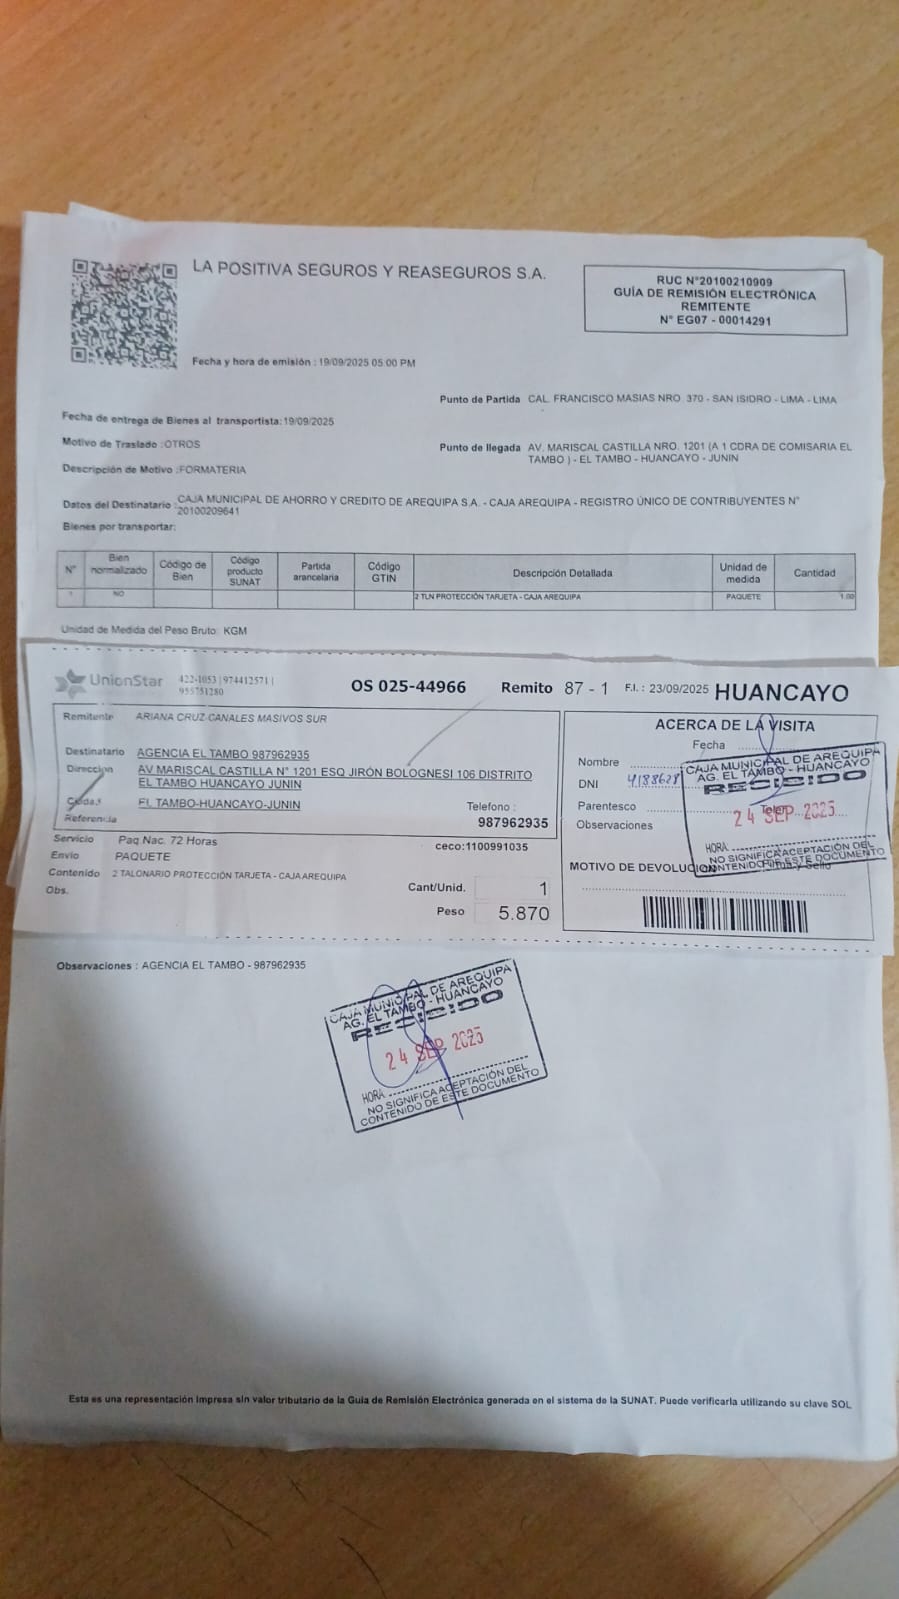 LA POSITIVA SEGUROS Y REASEGUROS S.A.
RUC N°20100210909
GUÍA DE REMISIÓN ELECTRÓNICA
REMITENTE
N° EG07 - 00014291
Fecha y hora de emisión : 19/09/2025 05:00 PM
Punto de Partida CAL. FRANCISCO MASIAS NRO. 370 - SAN ISIDRO - LIMA - LIMA
Fecha de entrega de Bienes al transportista:19/09/2025
Motivo de Traslado :OTROS
Punto de llegada AV. MARISCAL CASTILLA NRO. 1201 (A 1 CDRA DE COMISARIA EL
TAMBO ) - EL TAMBO - HUANCAYO - JUNIN
Descripción de Motivo :FORMATERIA
Datos del Destinatario : CAJA MUNICIPAL DE AHORRO Y CREDITO DE AREQUIPA S.A. - CAJA AREQUIPA - REGISTRO ÚNICO DE CONTRIBUYENTES N°
20100209641
Bienes por transportar:
N° Bien normalizado Código de Bien Código producto SUNAT Partida arancelaria Código GTIN Descripción Detallada Unidad de medida Cantidad
1 NO 2 TLN PROTECCIÓN TARJETA - CAJA AREQUIPA PAQUETE 1.00
Unidad de Medida del Peso Bruto: KGM
UnionStar 422-1053 | 974412571 |
955751280
OS 025-44966 Remito 87 - 1 F.I. : 23/09/2025 HUANCAYO
Remitente ARIANA CRUZ-CANALES MASIVOS SUR
Destinatario AGENCIA EL TAMBO 987962935
Direccion AV MARISCAL CASTILLA N° 1201 ESQ JIRÓN BOLOGNESI 106 DISTRITO
EL TAMBO HUANCAYO JUNIN
Ciudad EL TAMBO-HUANCAYO-JUNIN
Telefono :
Referencia 987962935
Servicio Paq Nac. 72 Horas ceco:1100991035
Envio PAQUETE
Contenido 2 TALONARIO PROTECCIÓN TARJETA - CAJA AREQUIPA
Obs.
Cant/Unid. 1
Peso 5.870
ACERCA DE LA VISITA
Fecha
Nombre
DNI
Parentesco
Observaciones
MOTIVO DE DEVOLUCION
CAJA MUNICIPAL DE AREQUIPA
AG. EL TAMBO - HUANCAYO
RECIBIDO
24 SEP 2025
HORA
NO SIGNIFICA ACEPTACIÓN DEL
CONTENIDO DE ESTE DOCUMENTO
Observaciones : AGENCIA EL TAMBO - 987962935
CAJA MUNICIPAL DE AREQUIPA
AG. EL TAMBO - HUANCAYO
RECIBIDO
24 SEP 2025
HORA
NO SIGNIFICA ACEPTACIÓN DEL
CONTENIDO DE ESTE DOCUMENTO
Esta es una representación impresa sin valor tributario de la Guia de Remisión Electrónica generada en el sistema de la SUNAT. Puede verificarla utilizando su clave SOL